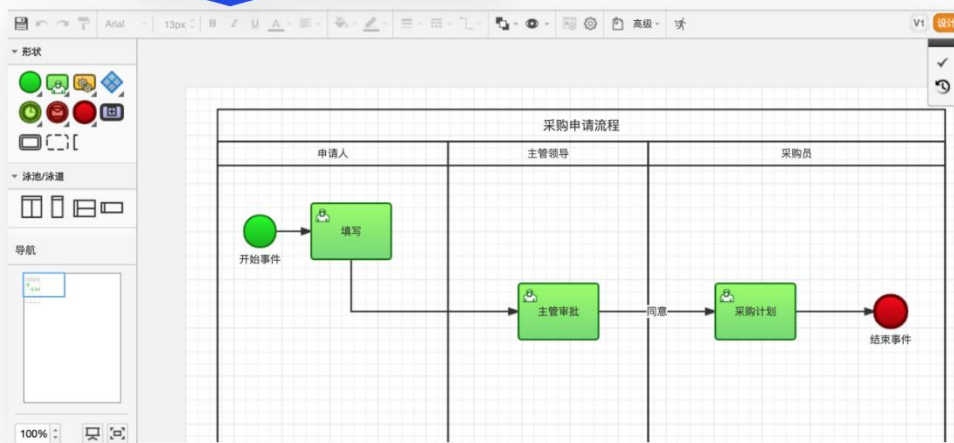 Arial 13px B I U A 高级 V1 设计
形状
采购申请流程
申请人 主管领导 采购员
泳池/泳道
填写
导航
开始事件
主管审批 同意 采购计划
结束事件
100%